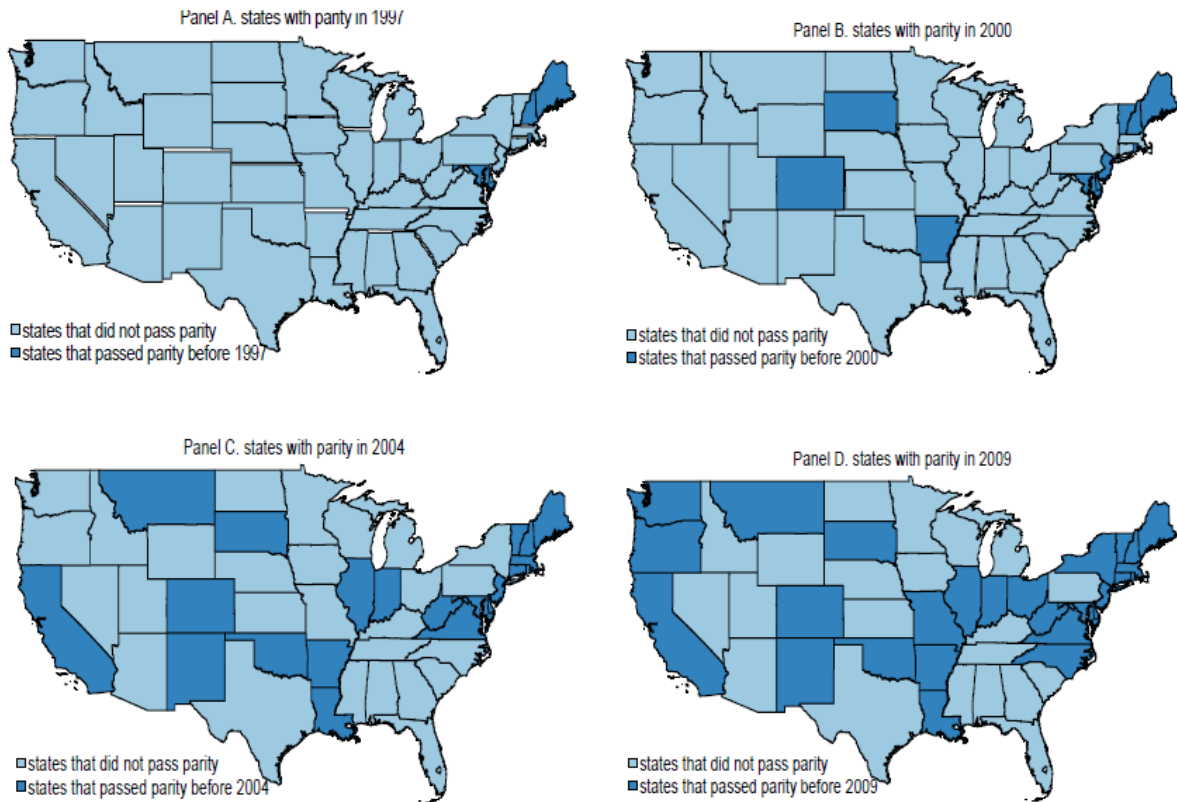 Panel A. states with parity in 1997
Panel B. states with parity in 2000
states that did not pass parity
states that passed parity before 1997
states that did not pass parity
states that passed parity before 2000
Panel C. states with parity in 2004
Panel D. states with parity in 2009
states that did not pass parity
states that passed parity before 2004
states that did not pass parity
states that passed parity before 2009